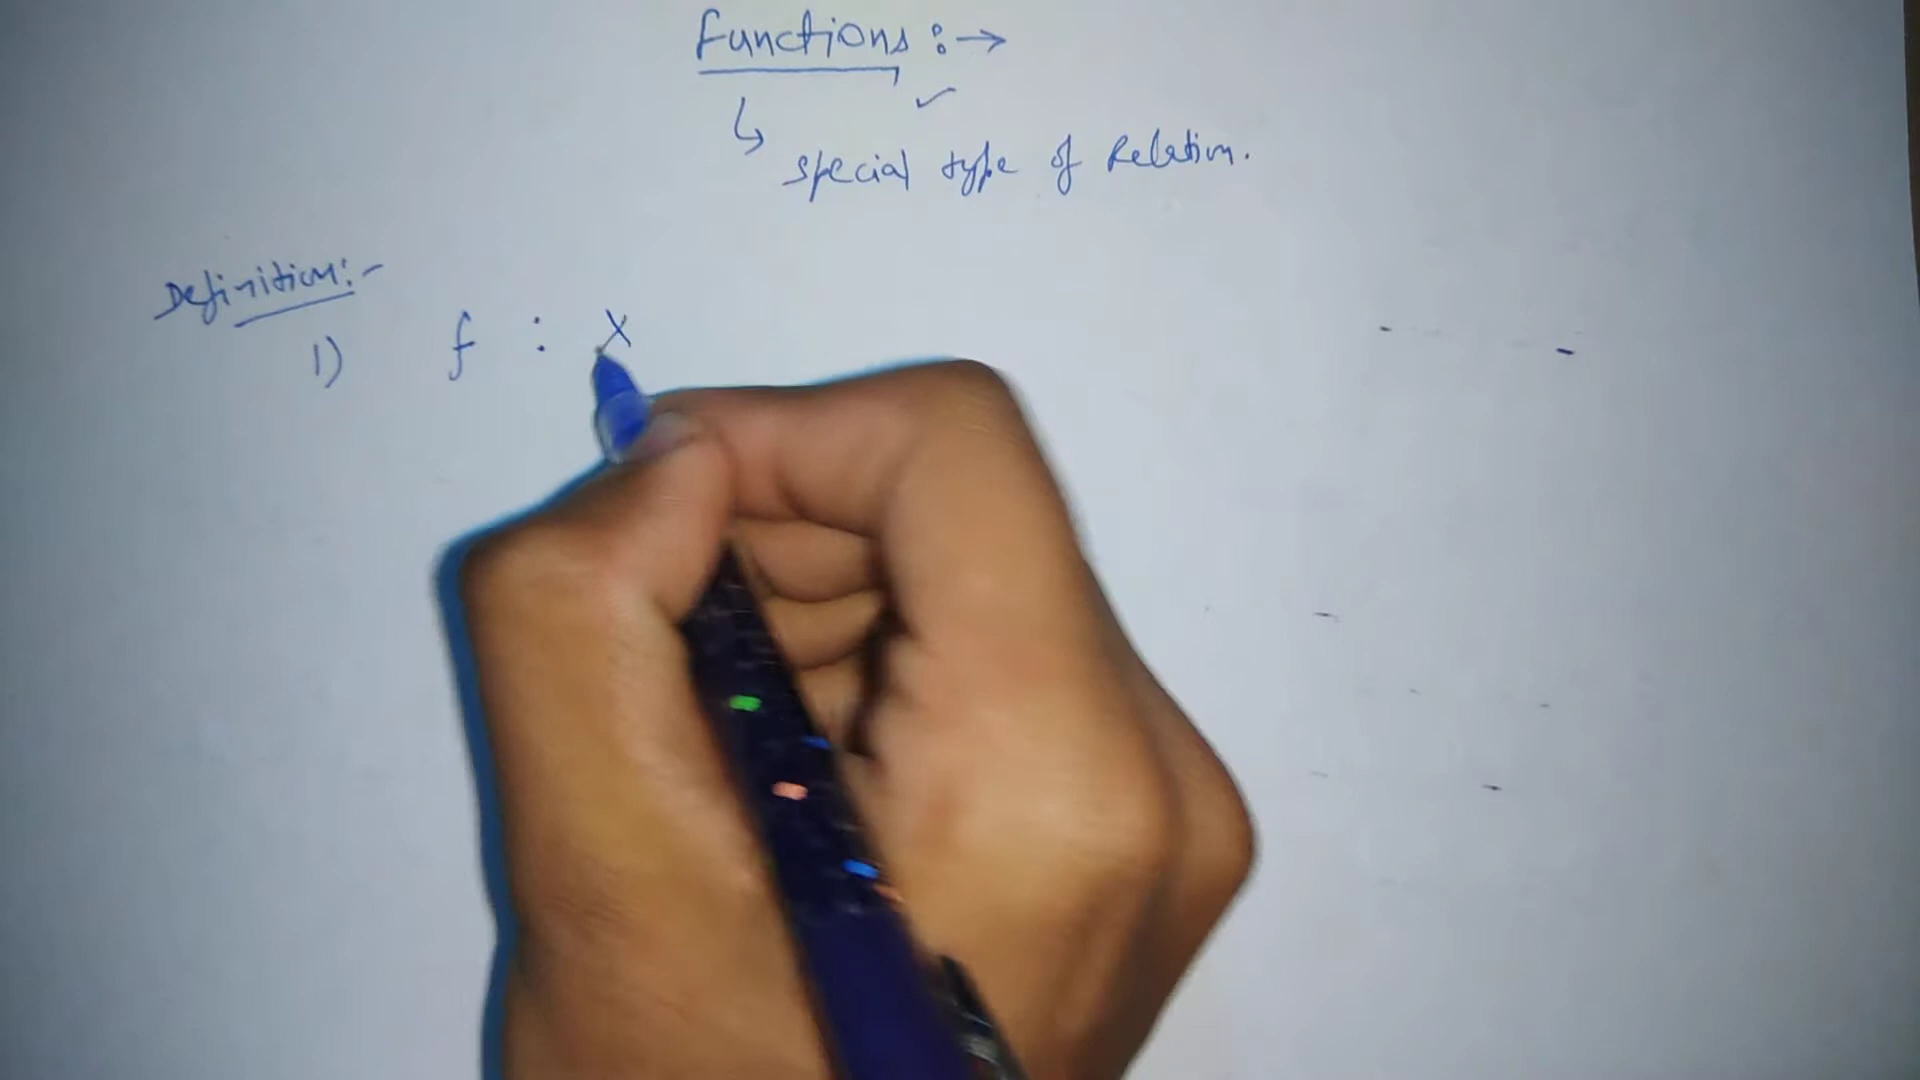 Functions :→
↳ ✓
special type of Relation.
Definition:-
1) f : X